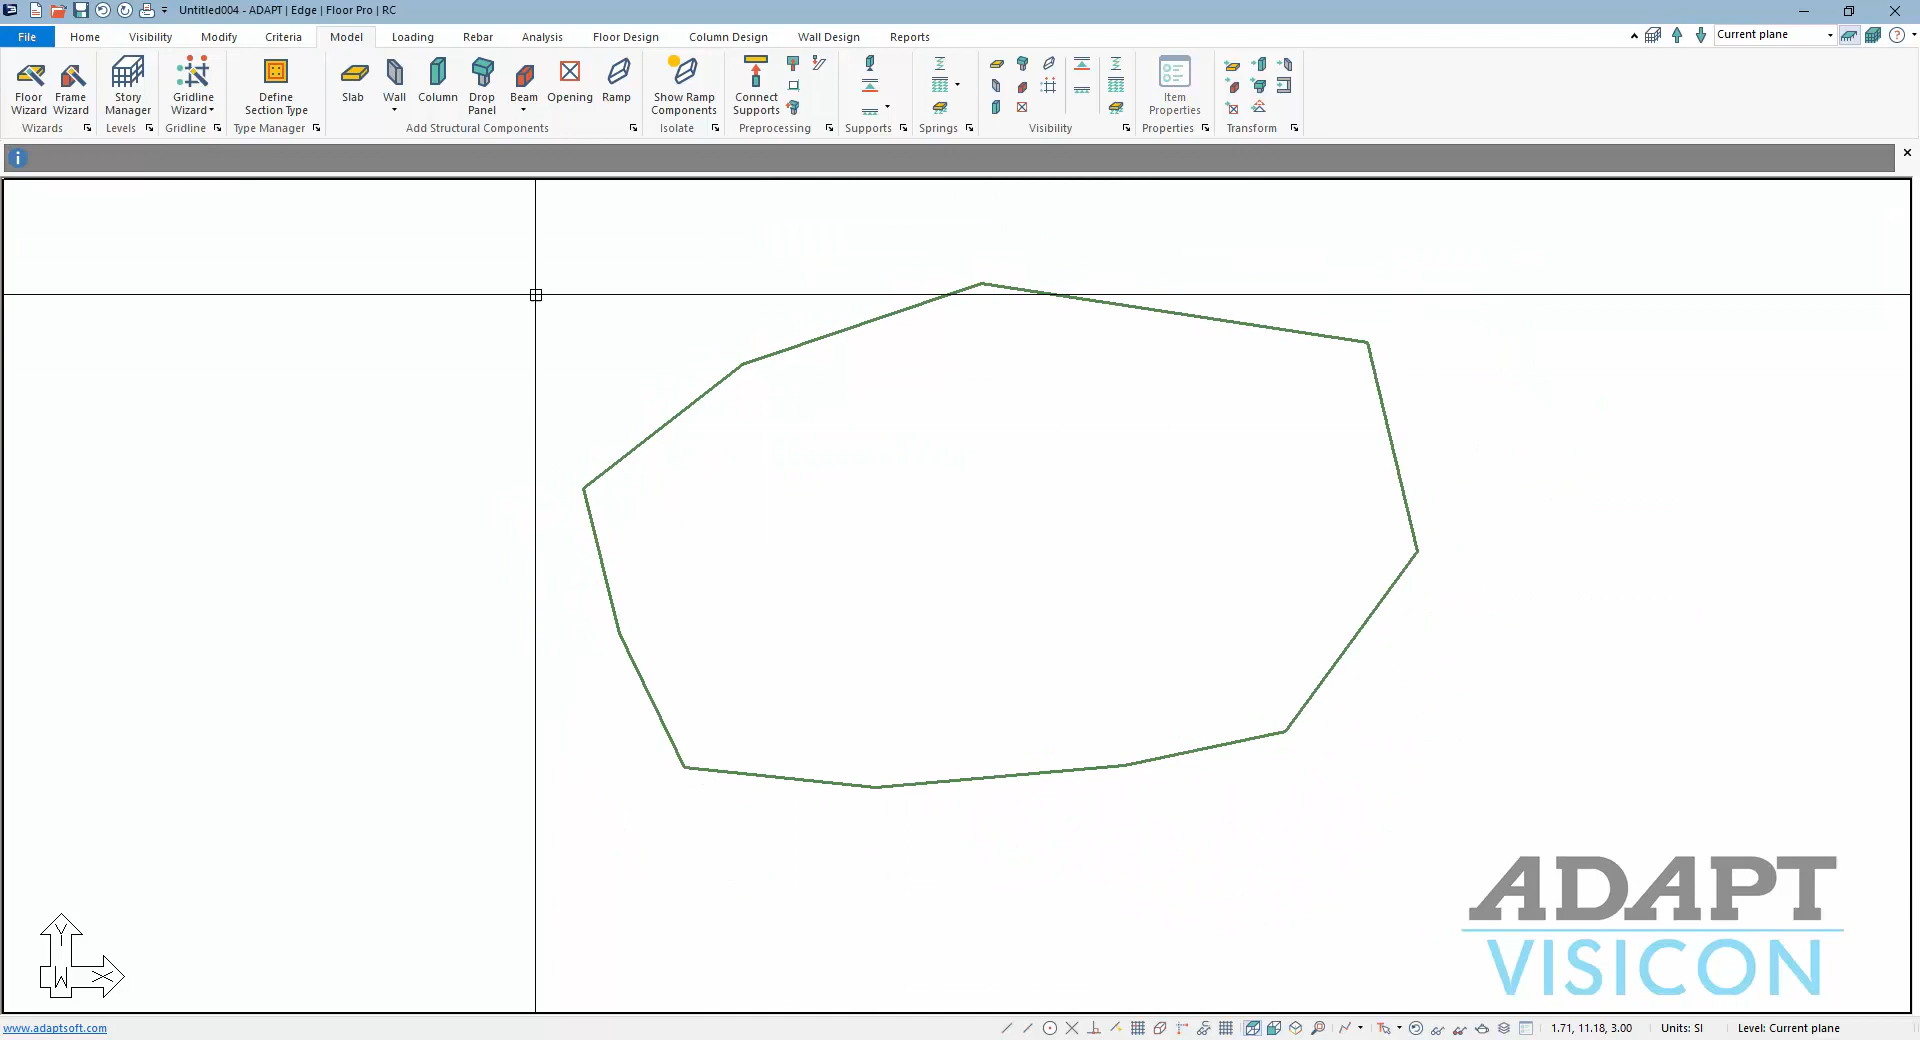 Untitled004 - ADAPT | Edge | Floor Pro | RC
File Home Visibility Modify Criteria Model Loading Rebar Analysis Floor Design Column Design Wall Design Reports Current plane
Floor Wizard
Frame Wizard
Story Manager
Gridline Wizard
Define Section Type
Slab
Wall
Column
Drop Panel
Beam
Opening
Ramp
Show Ramp Components
Connect Supports
Item Properties
Wizards Levels Gridline Type Manager Add Structural Components Isolate Preprocessing Supports Springs Visibility Properties Transform
ADAPT
VISICON
Y
W X
www.adaptsoft.com 1.71, 11.18, 3.00 Units: SI Level: Current plane